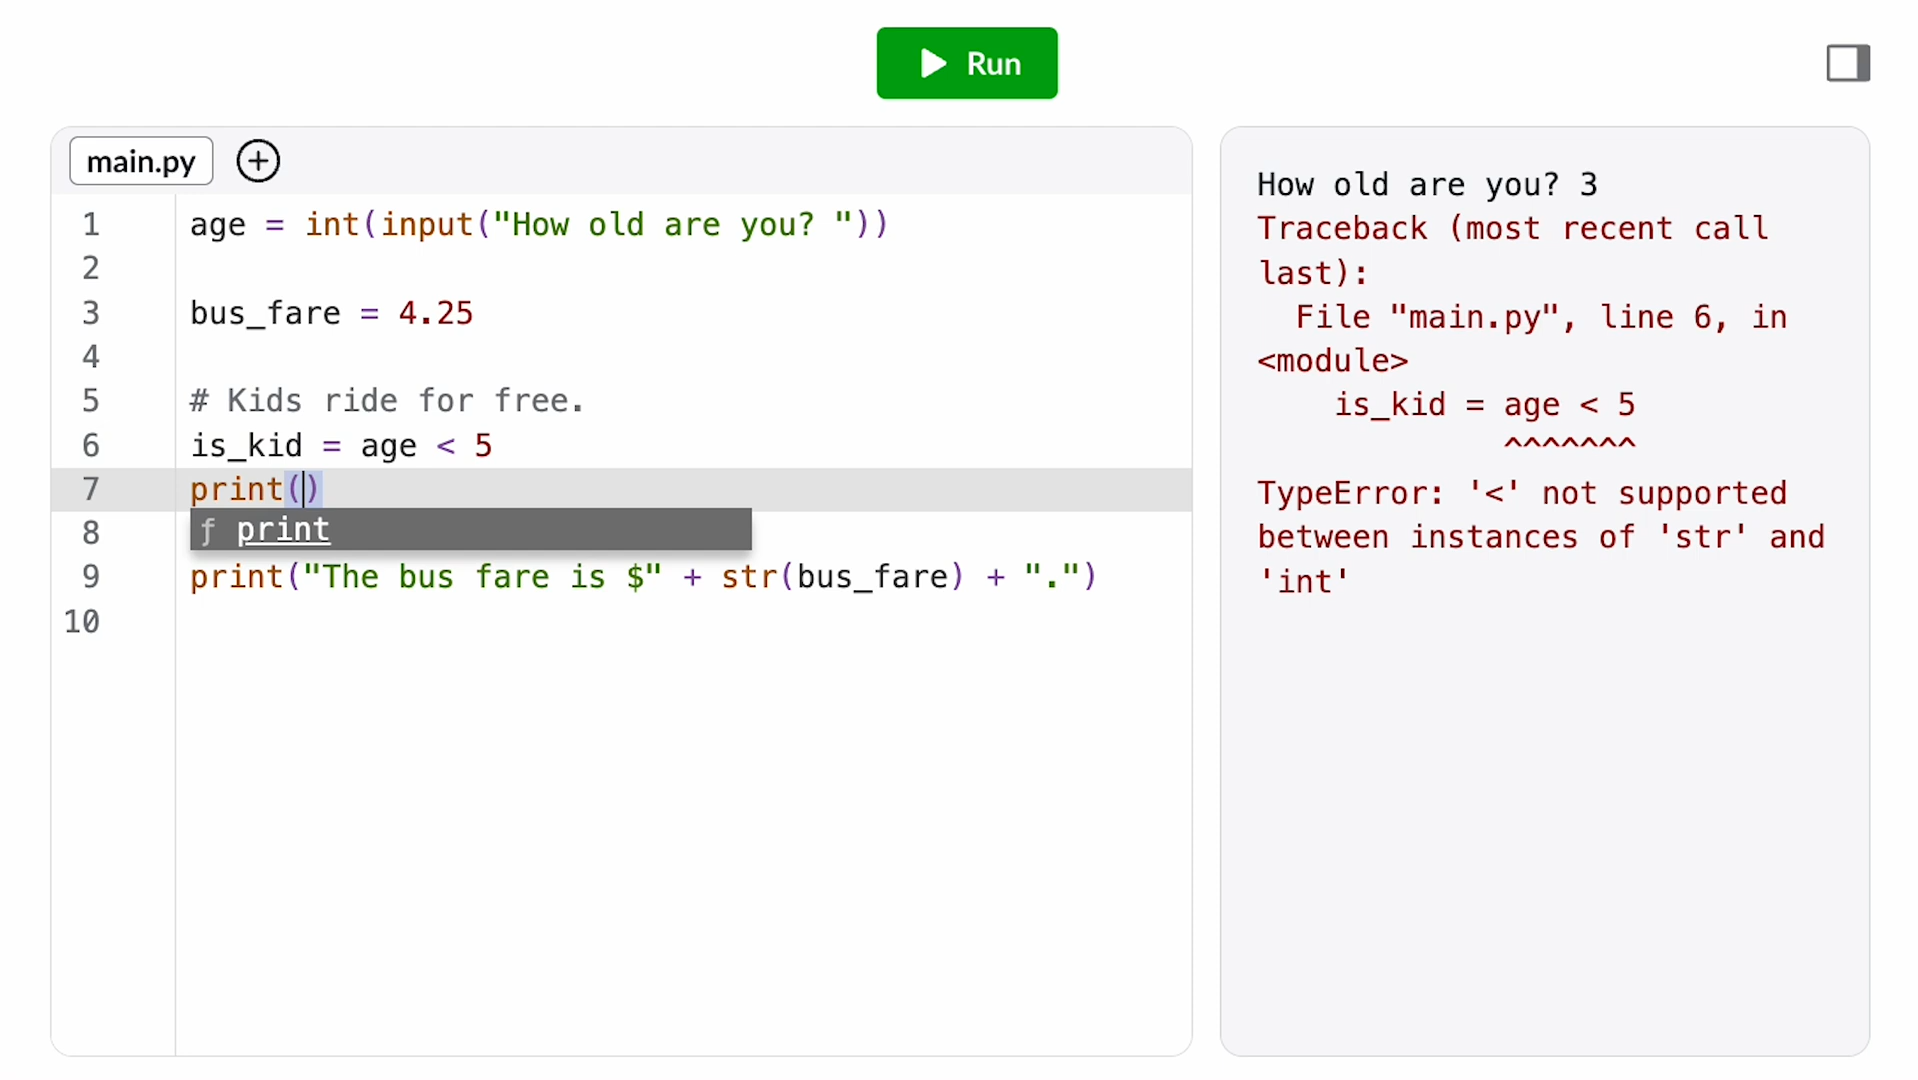 Run
main.py
1 age = int(input("How old are you? "))
2
3 bus_fare = 4.25
4
5 # Kids ride for free.
6 is_kid = age < 5
7 print()
ƒ print
8
9 print("The bus fare is $" + str(bus_fare) + ".")
10
How old are you? 3
Traceback (most recent call
last):
  File "main.py", line 6, in
<module>
    is_kid = age < 5
             ^^^^^^^
TypeError: '<' not supported
between instances of 'str' and
'int'